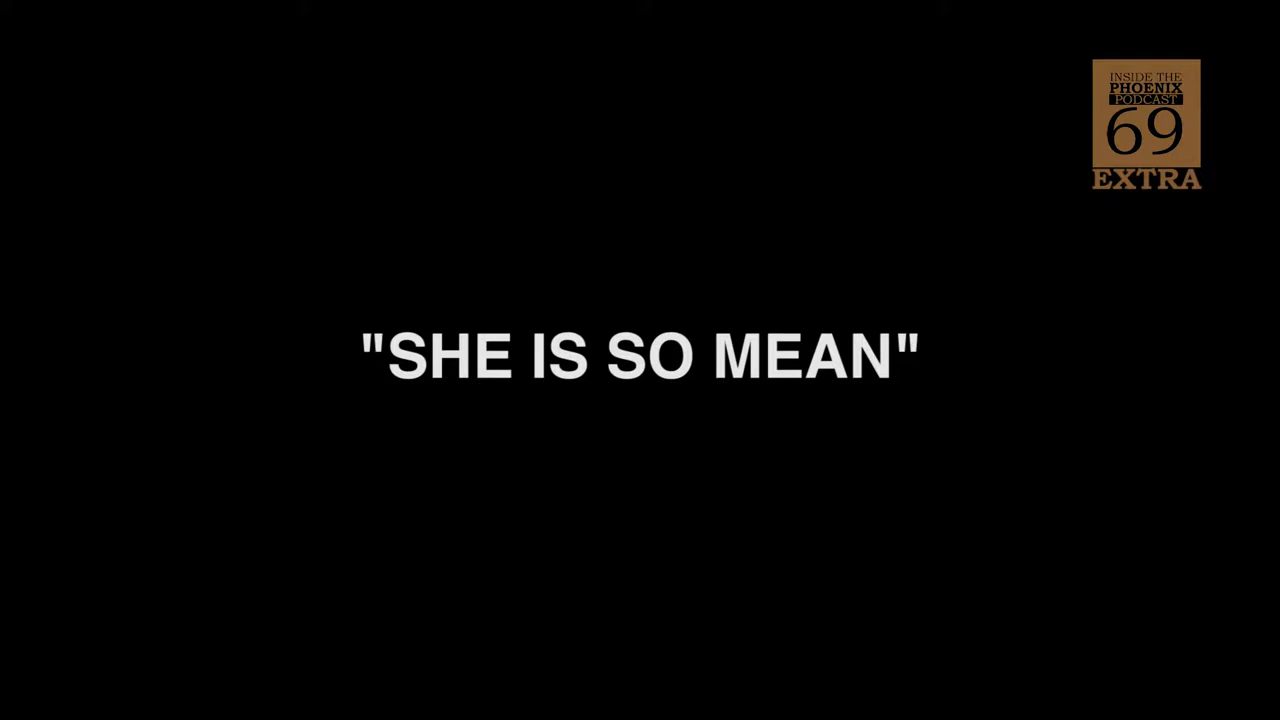 INSIDE THE
PHOENIX
PODCAST
69
EXTRA
"SHE IS SO MEAN"